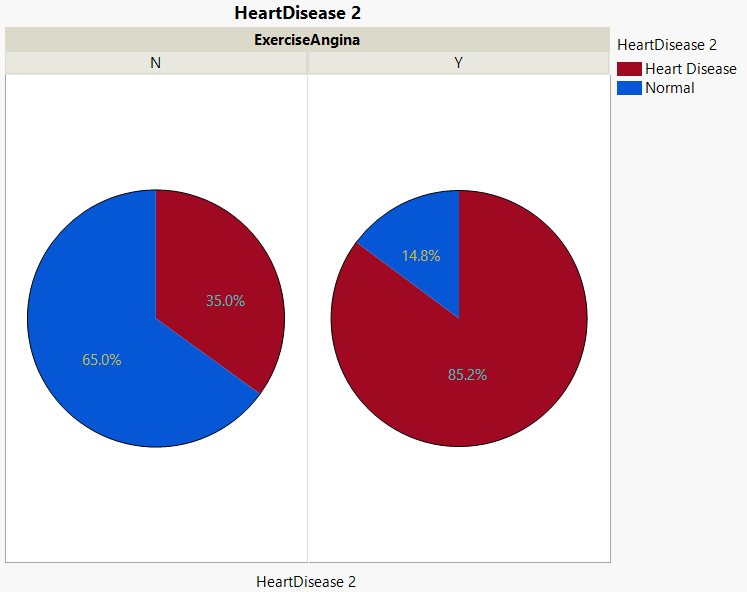 HeartDisease 2
ExerciseAngina
N
Y
HeartDisease 2
Heart Disease
Normal
35.0%
65.0%
14.8%
85.2%
HeartDisease 2